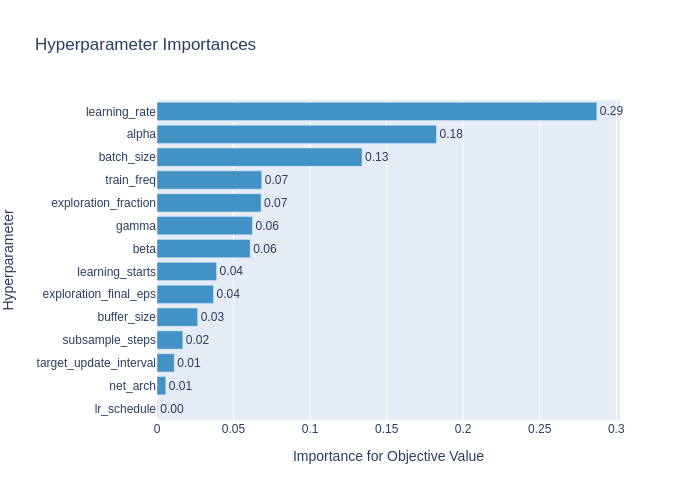 Hyperparameter Importances
Hyperparameter
learning_rate 0.29
alpha 0.18
batch_size 0.13
train_freq 0.07
exploration_fraction 0.07
gamma 0.06
beta 0.06
learning_starts 0.04
exploration_final_eps 0.04
buffer_size 0.03
subsample_steps 0.02
target_update_interval 0.01
net_arch 0.01
lr_schedule 0.00
0 0.05 0.1 0.15 0.2 0.25 0.3
Importance for Objective Value